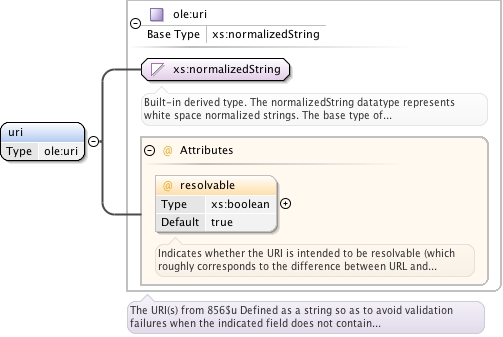 ole:uri
Base Type xs:normalizedString
xs:normalizedString
Built-in derived type. The normalizedString datatype represents
white space normalized strings. The base type of...
uri
Type ole:uri
@ Attributes
@ resolvable
Type xs:boolean
Default true
Indicates whether the URI is intended to be resolvable (which
roughly corresponds to the difference between URL and...
The URI(s) from 856$u Defined as a string so as to avoid validation
failures when the indicated field does not contain...